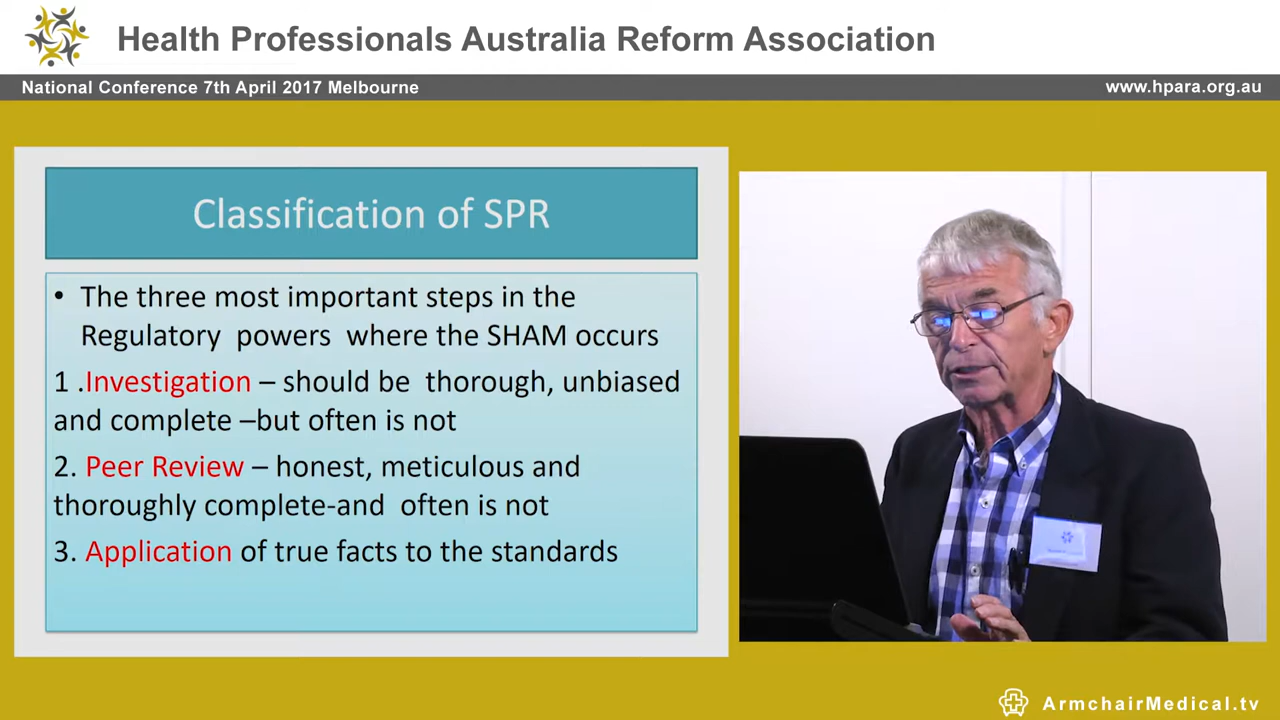 Health Professionals Australia Reform Association
National Conference 7th April 2017 Melbourne
www.hpara.org.au
Classification of SPR
• The three most important steps in the
Regulatory powers where the SHAM occurs
1 .Investigation – should be thorough, unbiased
and complete –but often is not
2. Peer Review – honest, meticulous and
thoroughly complete-and often is not
3. Application of true facts to the standards
ArmchairMedical.tv